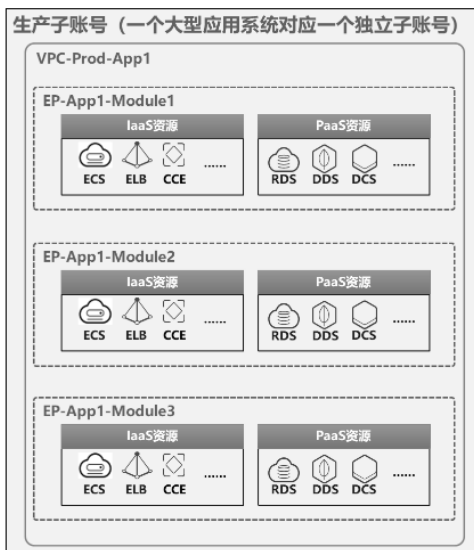 生产子账号（一个大型应用系统对应一个独立子账号）
VPC-Prod-App1
EP-App1-Module1
IaaS资源 PaaS资源
ECS ELB CCE ...... RDS DDS DCS ......
EP-App1-Module2
IaaS资源 PaaS资源
ECS ELB CCE ...... RDS DDS DCS ......
EP-App1-Module3
IaaS资源 PaaS资源
ECS ELB CCE ...... RDS DDS DCS ......